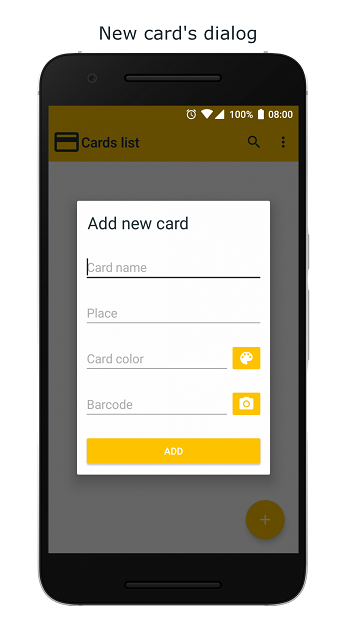 New card's dialog
100% 08:00
Cards list
Add new card
Card name
Place
Card color
Barcode
ADD